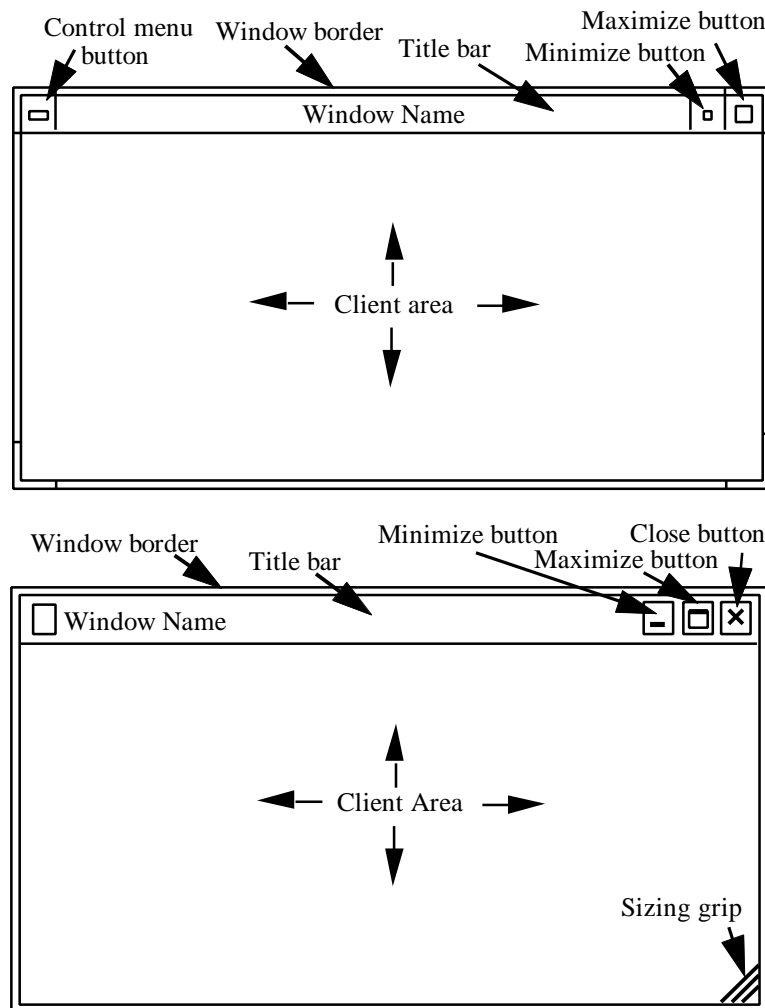 Control menu
button
Window border
Title bar
Maximize button
Minimize button
Window Name
Client area
Window border
Title bar
Minimize button
Close button
Maximize button
Window Name
Client Area
Sizing grip